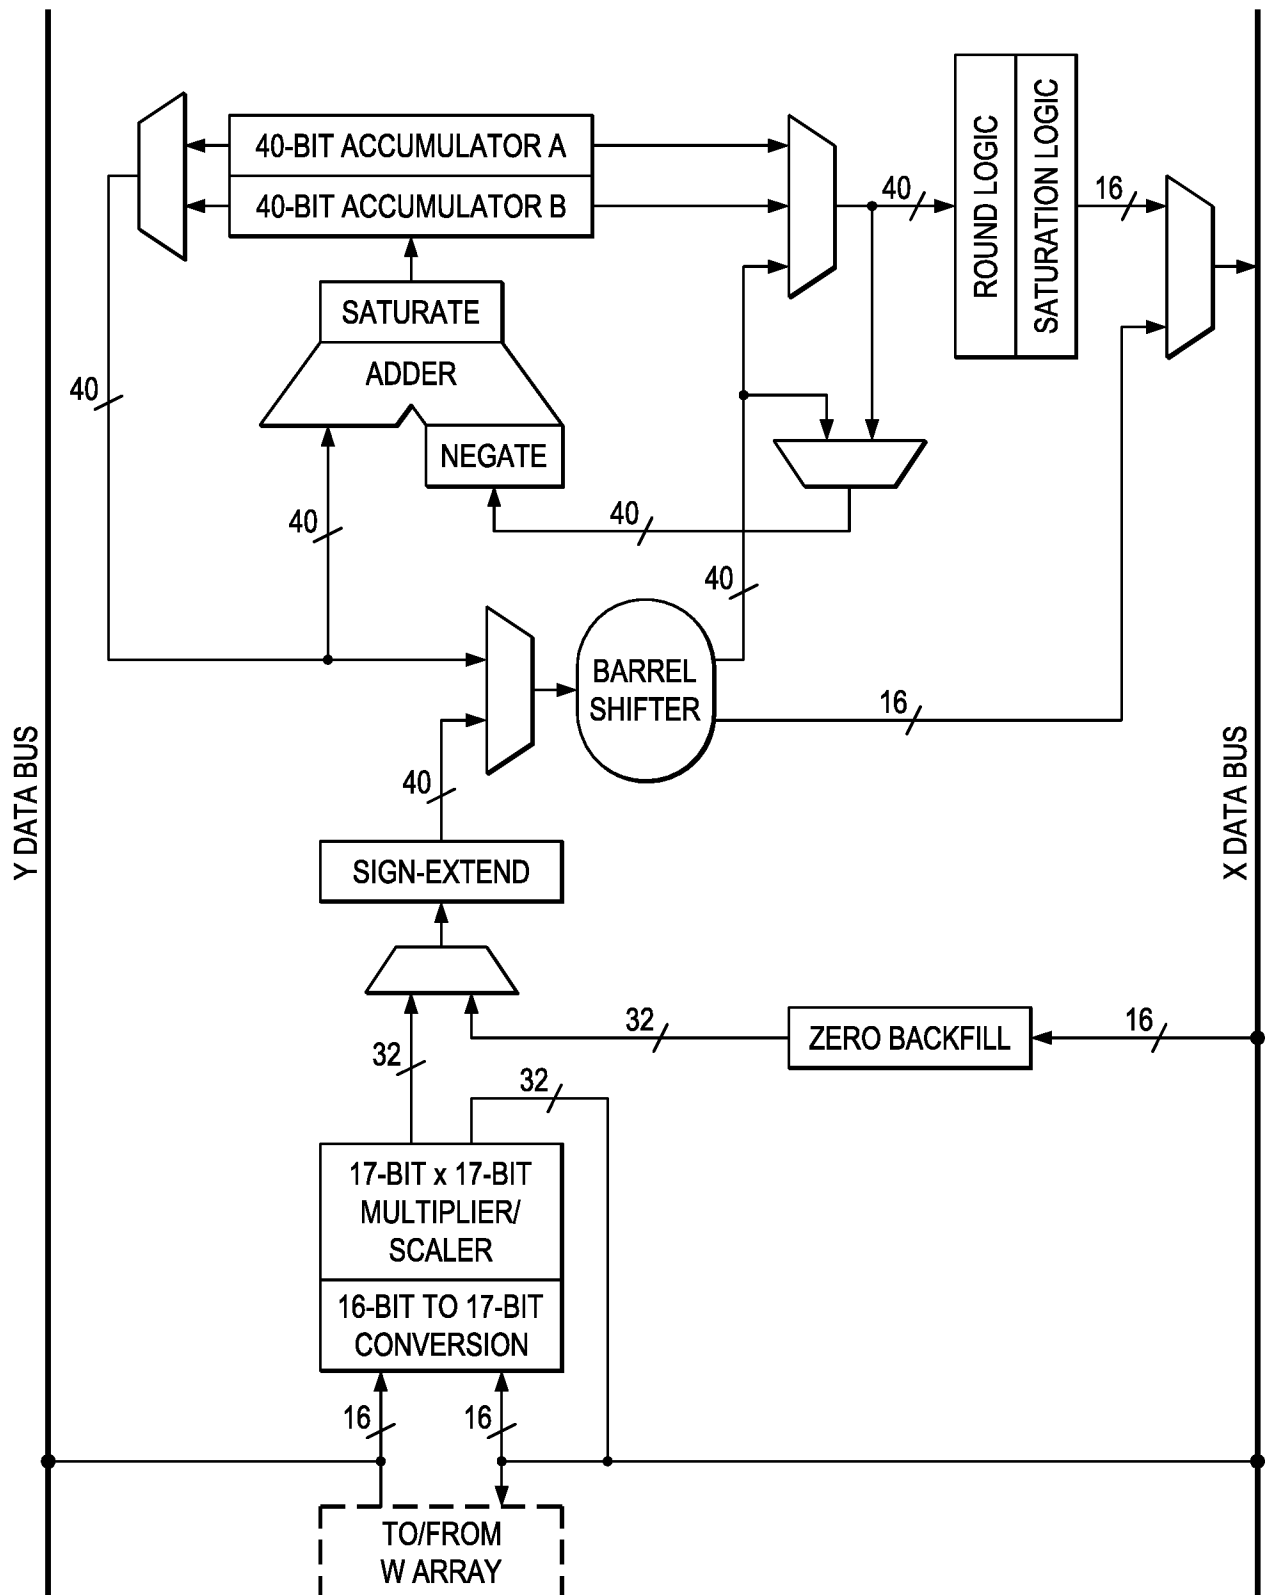 40-BIT ACCUMULATOR A
40-BIT ACCUMULATOR B
ROUND LOGIC
SATURATION LOGIC
40
16
SATURATE
ADDER
NEGATE
40
40
40
40
BARREL
SHIFTER
16
Y DATA BUS
X DATA BUS
40
SIGN-EXTEND
32
ZERO BACKFILL
16
32
32
17-BIT x 17-BIT
MULTIPLIER/
SCALER
16-BIT TO 17-BIT
CONVERSION
16
16
TO/FROM
W ARRAY